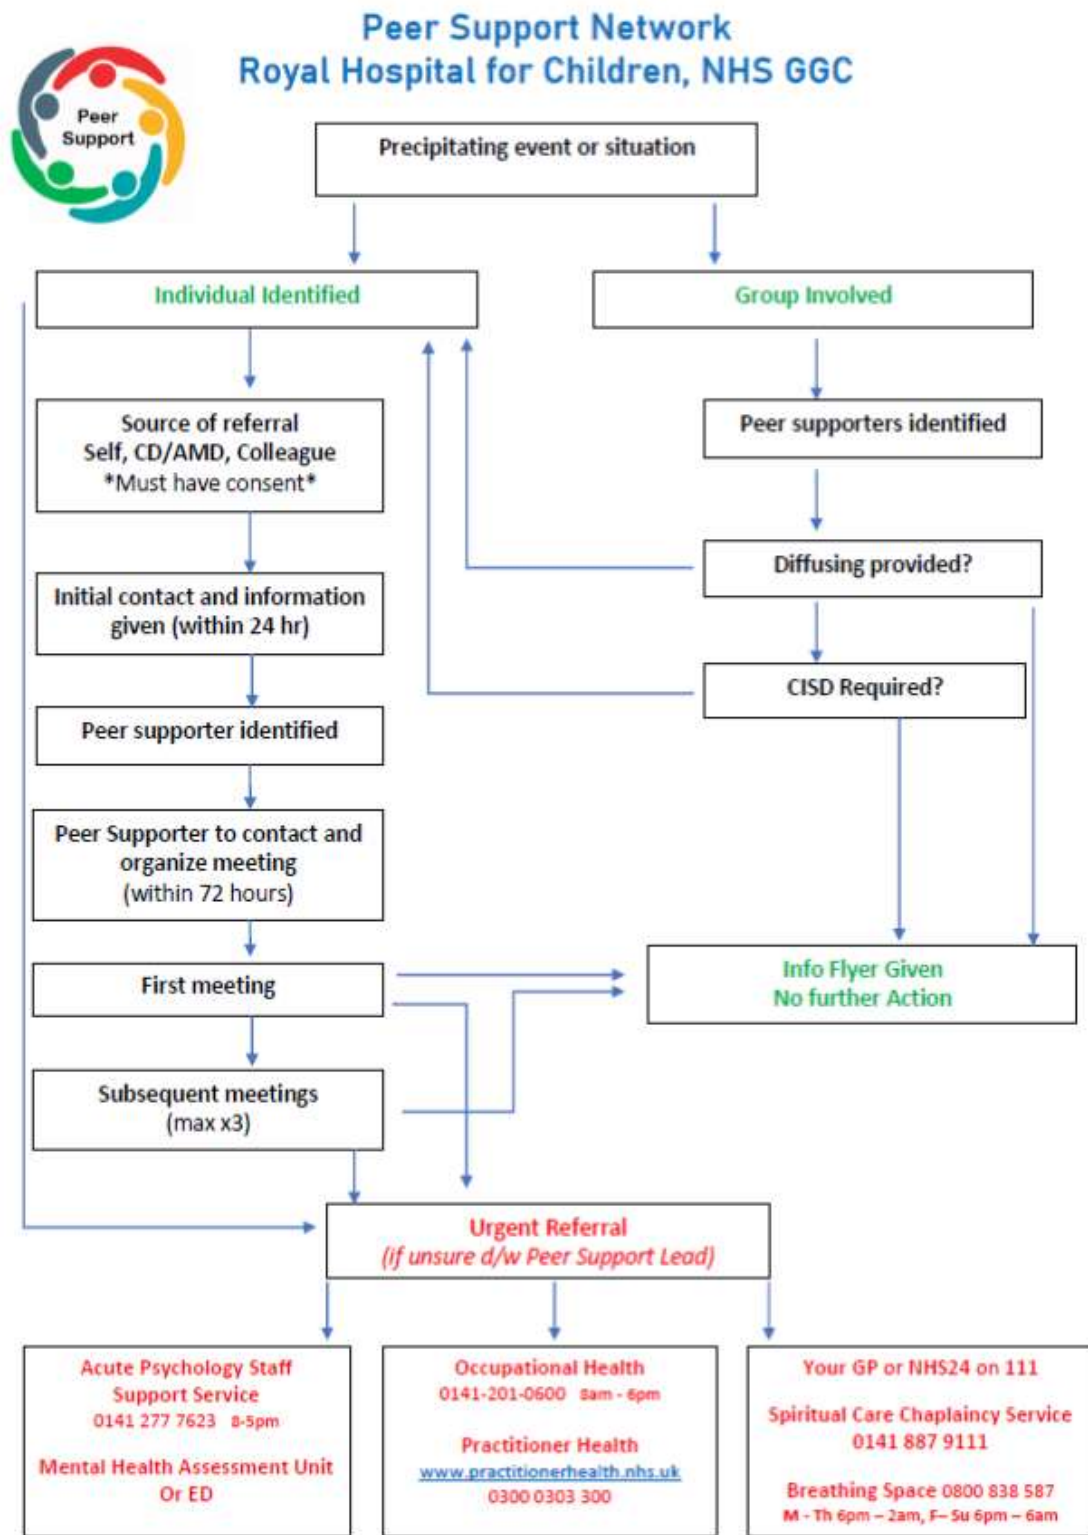 Peer Support Network
Royal Hospital for Children, NHS GGC
Peer
Support
Precipitating event or situation
Individual Identified
Group Involved
Source of referral
Self, CD/AMD, Colleague
*Must have consent*
Peer supporters identified
Diffusing provided?
Initial contact and information
given (within 24 hr)
CISD Required?
Peer supporter identified
Peer Supporter to contact and
organize meeting
(within 72 hours)
First meeting
Info Flyer Given
No further Action
Subsequent meetings
(max x3)
Urgent Referral
(if unsure d/w Peer Support Lead)
Acute Psychology Staff
Support Service
0141 277 7623 8-5pm
Mental Health Assessment Unit
Or ED
Occupational Health
0141-201-0600 8am - 6pm
Practitioner Health
www.practitionerhealth.nhs.uk
0300 0303 300
Your GP or NHS24 on 111
Spiritual Care Chaplaincy Service
0141 887 9111
Breathing Space 0800 838 587
M - Th 6pm – 2am, F– Su 6pm – 6am